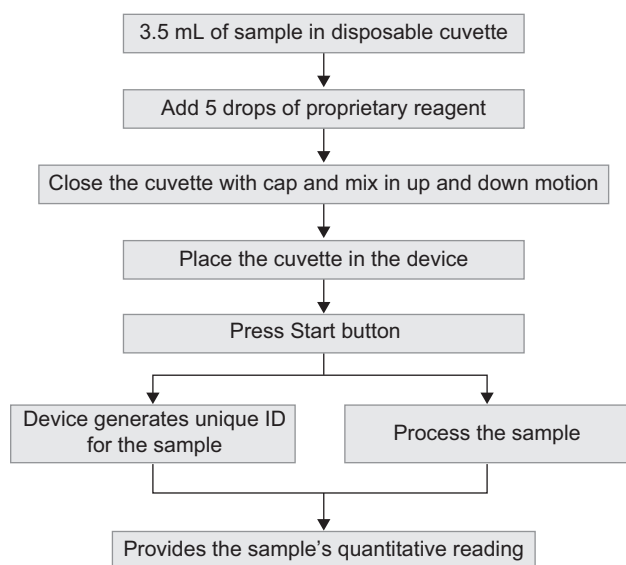 3.5 mL of sample in disposable cuvette
Add 5 drops of proprietary reagent
Close the cuvette with cap and mix in up and down motion
Place the cuvette in the device
Press Start button
Device generates unique ID
for the sample
Process the sample
Provides the sample's quantitative reading